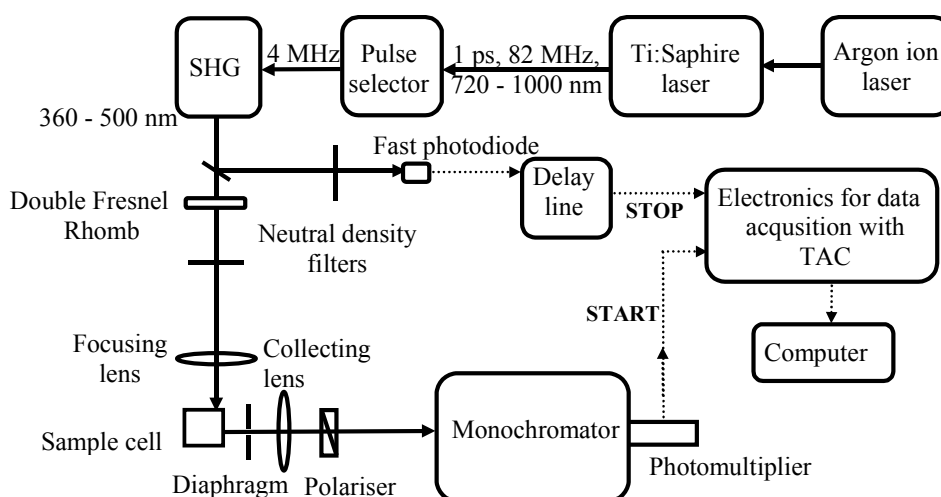 SHG
4 MHz
Pulse
selector
1 ps, 82 MHz,
720 - 1000 nm
Ti:Saphire
laser
Argon ion
laser
360 - 500 nm
Fast photodiode
Delay
line
STOP
Electronics for data
acqusition with
TAC
Double Fresnel
Rhomb
Neutral density
filters
START
Computer
Focusing
lens
Collecting
lens
Sample cell
Diaphragm
Polariser
Monochromator
Photomultiplier